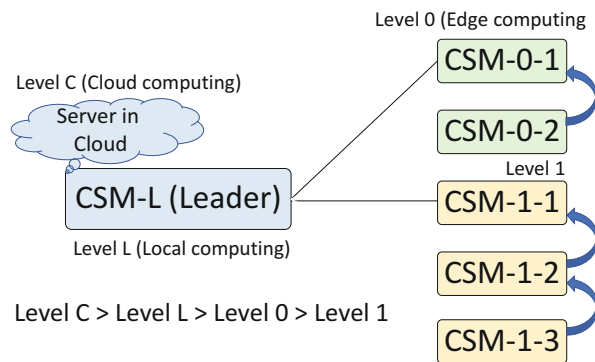 Level 0 (Edge computing
CSM-0-1
Level C (Cloud computing)
Server in
Cloud
CSM-0-2
Level 1
CSM-L (Leader)
CSM-1-1
Level L (Local computing)
CSM-1-2
Level C > Level L > Level 0 > Level 1
CSM-1-3